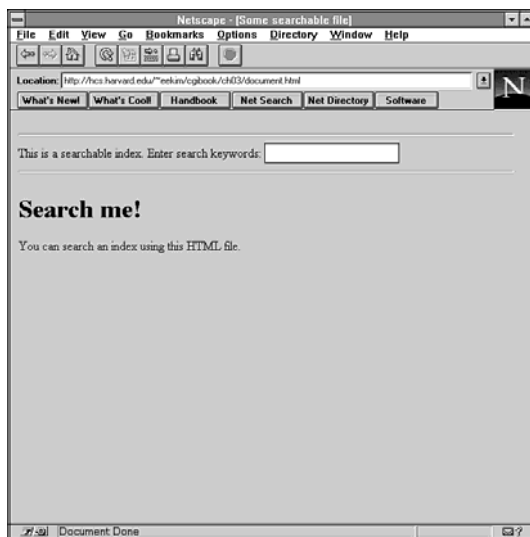 Netscape - [Some searchable file]
File Edit View Go Bookmarks Options Directory Window Help
Location: http://hcs.harvard.edu/~eekim/cgibook/ch03/document.html
What's New! What's Cool! Handbook Net Search Net Directory Software
N
This is a searchable index. Enter search keywords:
Search me!
You can search an index using this HTML file.
Document Done